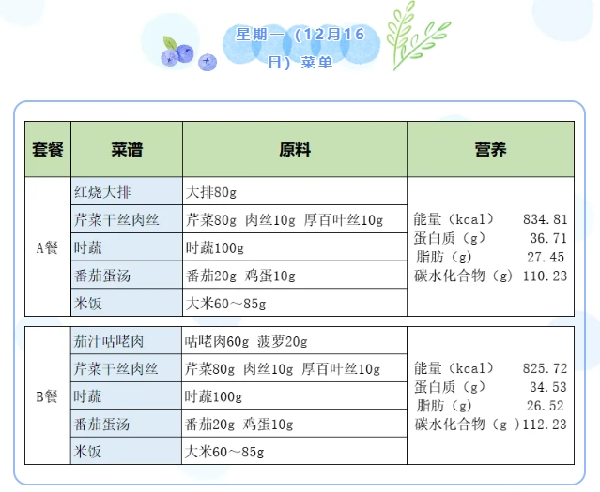 星期一（12月16
日）菜单
套餐 菜谱 原料 营养
A餐
红烧大排 大排80g
芹菜干丝肉丝 芹菜80g 肉丝10g 厚百叶丝10g
时蔬 时蔬100g
番茄蛋汤 番茄20g 鸡蛋10g
米饭 大米60～85g
能量（kcal） 834.81
蛋白质（g） 36.71
脂肪（g） 27.45
碳水化合物（g） 110.23
B餐
茄汁咕咾肉 咕咾肉60g 菠萝20g
芹菜干丝肉丝 芹菜80g 肉丝10g 厚百叶丝10g
时蔬 时蔬100g
番茄蛋汤 番茄20g 鸡蛋10g
米饭 大米60～85g
能量（kcal） 825.72
蛋白质（g） 34.53
脂肪（g） 26.52
碳水化合物（g ）112.23